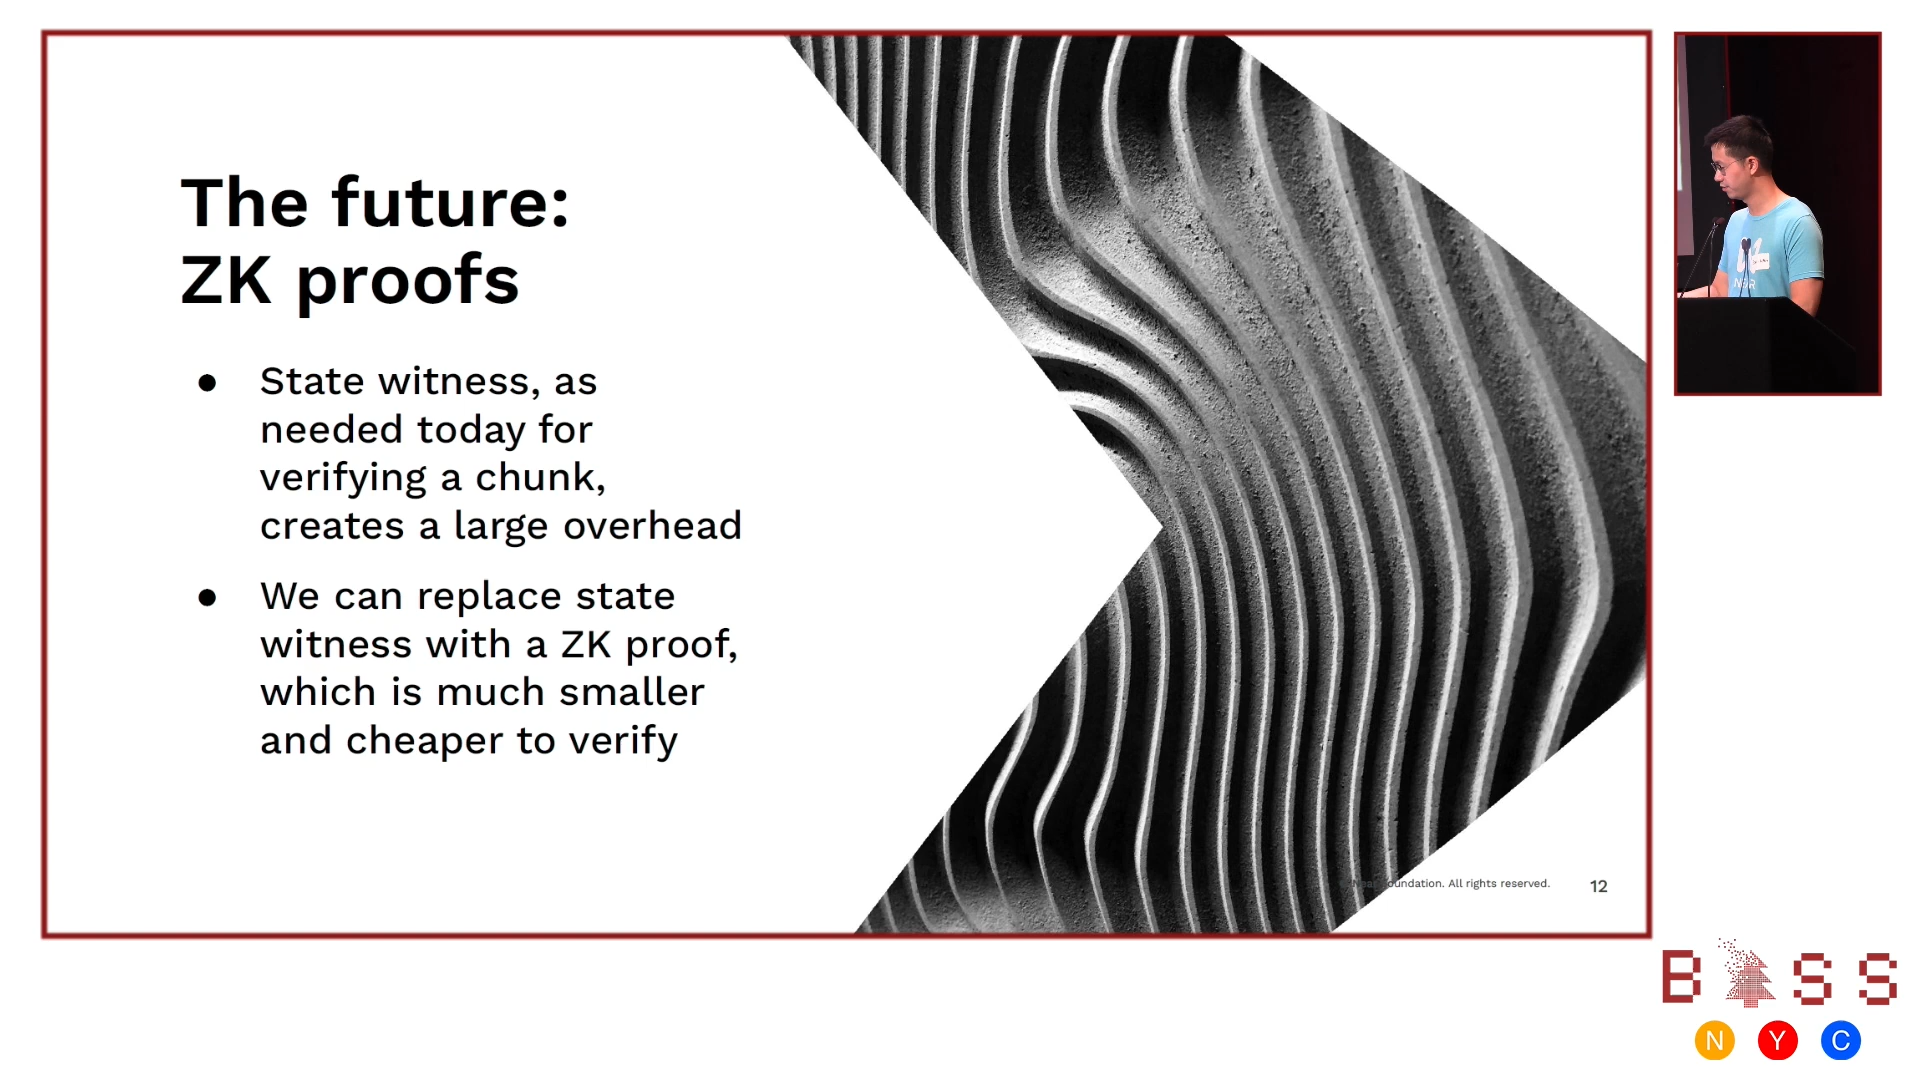 The future:
ZK proofs
● State witness, as
needed today for
verifying a chunk,
creates a large overhead
● We can replace state
witness with a ZK proof,
which is much smaller
and cheaper to verify
All rights reserved.
12
NEAR
B SS
N Y C